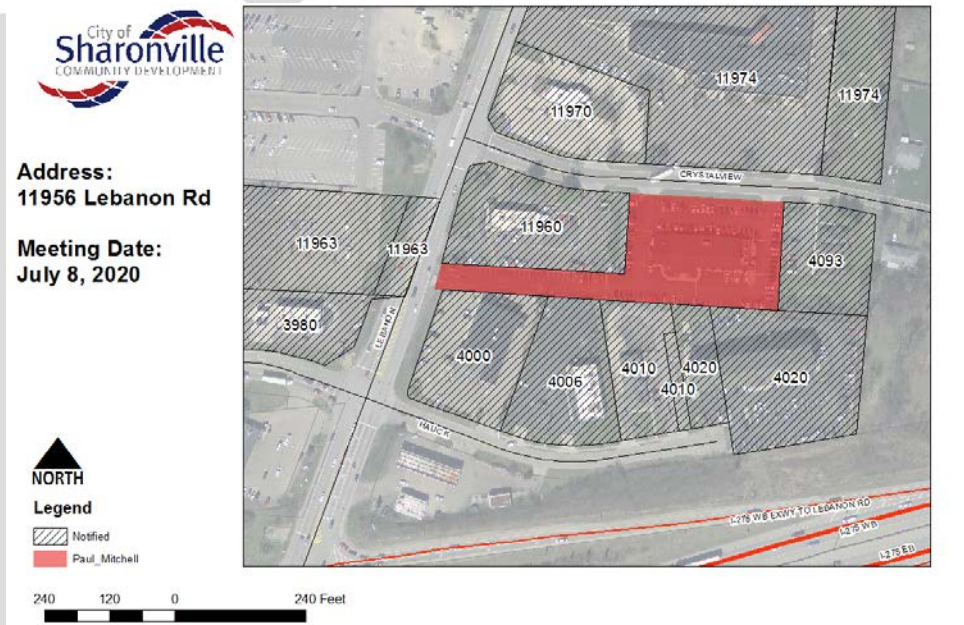 City of
Sharonville
COMMUNITY DEVELOPMENT
Address:
11956 Lebanon Rd
Meeting Date:
July 8, 2020
NORTH
Legend
Notified
Paul_Mitchell
240 120 0 240 Feet
11974
11974
11970
CRYSTALVIEW
11960
11963
11963
4093
3980
LEBANON
4000
4006
4010
4010
4020
4020
HAUCK
I-275 WB EXWY TO LEBANON RD
I-275 WB
I-275 EB